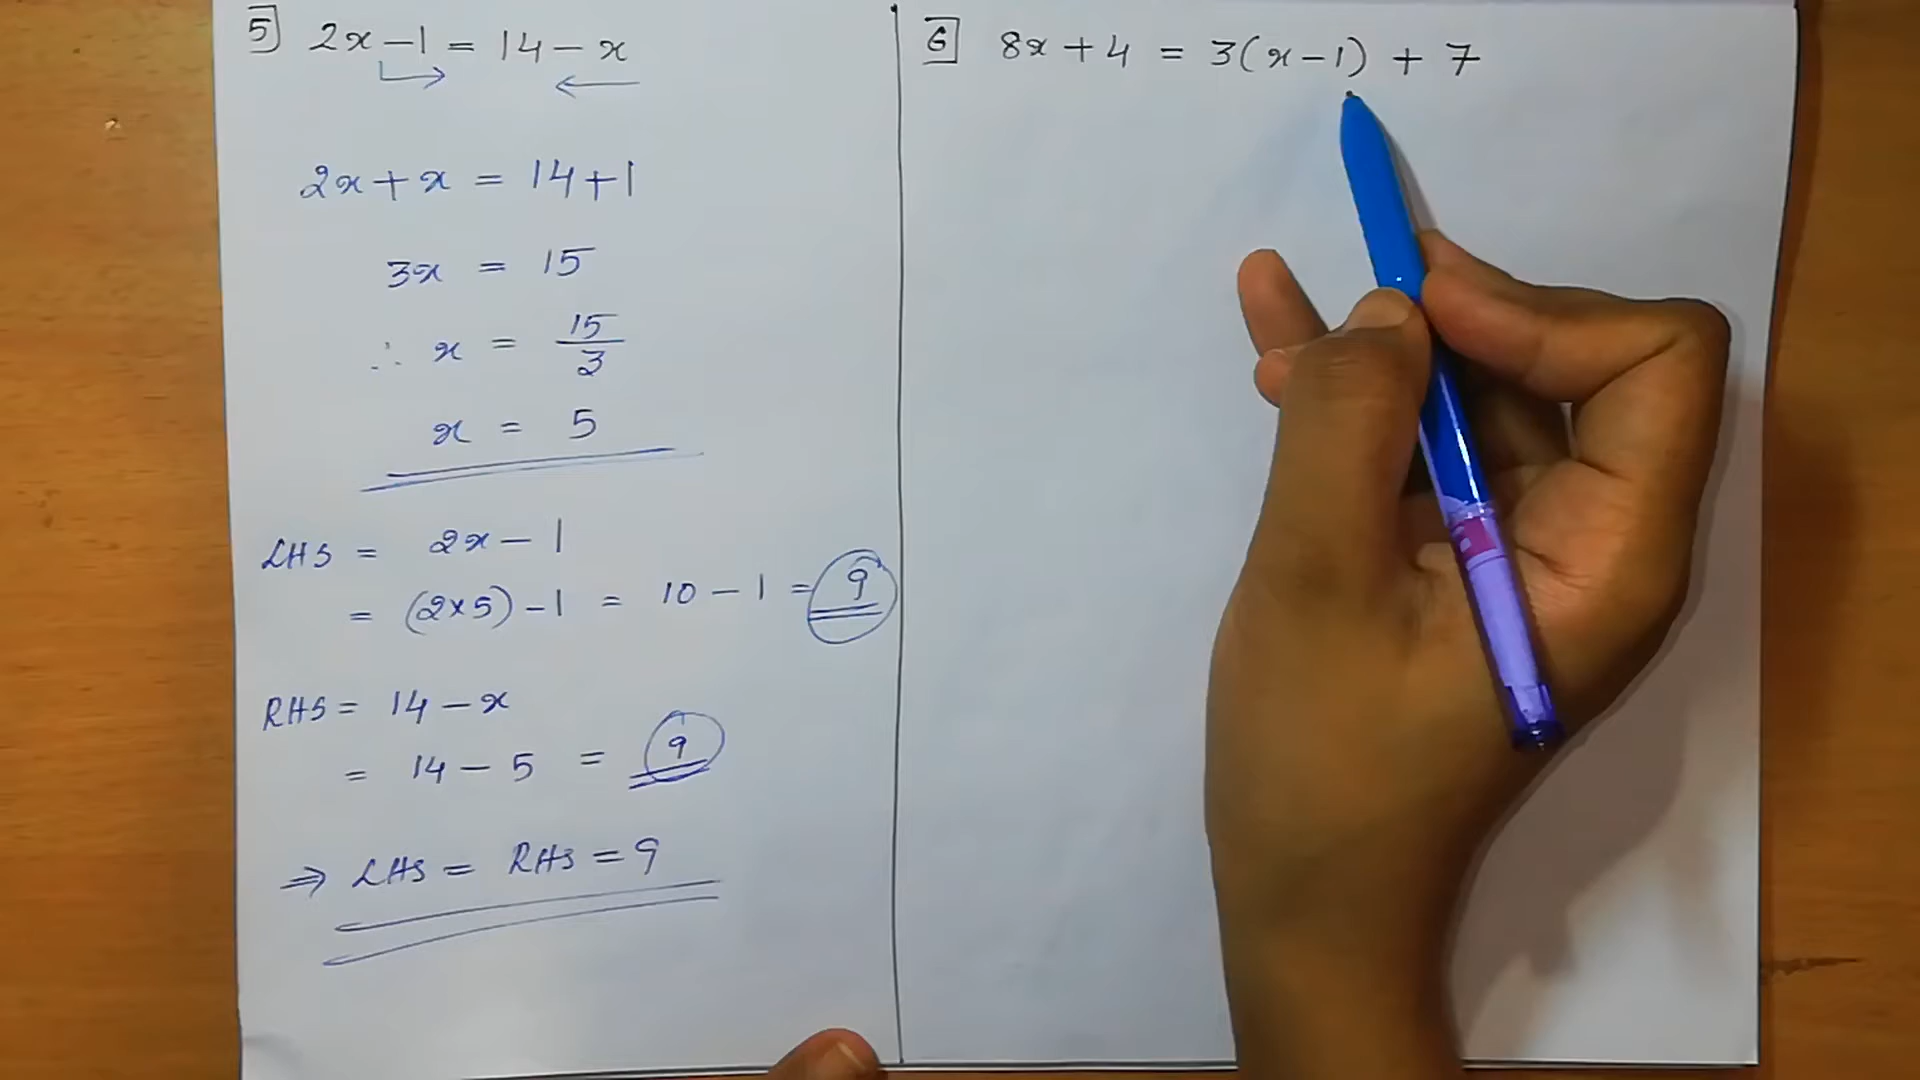 5] 2x - 1 = 14 - x
2x + x = 14 + 1
3x = 15
∴ x = 15/3
x = 5
LHS = 2x - 1
= (2×5) - 1 = 10 - 1 = 9
RHS = 14 - x
= 14 - 5 = 9
⇒ LHS = RHS = 9
6] 8x + 4 = 3(x - 1) + 7